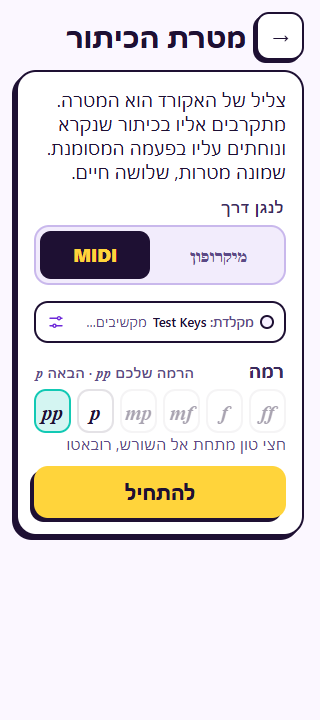 מטרת הכיתור
→
צליל של האקורד הוא המטרה.
מתקרבים אליו בכיתור שנקרא
ונוחתים עליו בפעמה המסומנת.
שמונה מטרות, שלושה חיים.
לנגן דרך
מיקרופון
MIDI
מקלדת: Test Keys מקשיבים...
רמה
הרמה שלכם pp · הבאה p
ff f mf mp p pp
חצי טון מתחת אל השורש, רובאטו
להתחיל